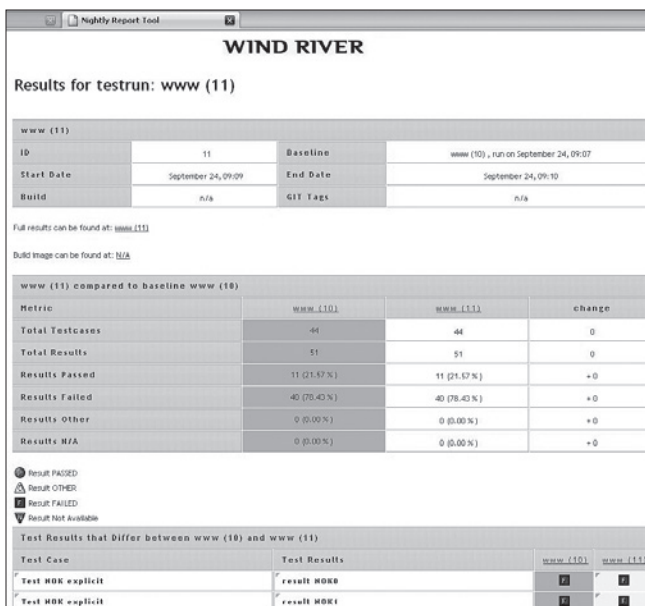 Nightly Report Tool
WIND RIVER
Results for testrun: www (11)
www (11)
ID 11 Baseline www (10) , run on September 24, 09:07
Start Date September 24, 09:09 End Date September 24, 09:10
Build n/a GIT Tags n/a
Full results can be found at: www (11)
Build image can be found at: N/A
www (11) compared to baseline www (10)
Metric www (10) www (11) change
Total Testcases 44 44 0
Total Results 51 51 0
Results Passed 11 (21.57 %) 11 (21.57 %) +0
Results Failed 40 (78.43 %) 40 (78.43 %) +0
Results Other 0 (0.00 %) 0 (0.00 %) +0
Results N/A 0 (0.00 %) 0 (0.00 %) +0
Result PASSED
Result OTHER
F Result FAILED
Result Not Available
Test Results that Differ between www (10) and www (11)
Test Case Test Results www (10) www (11)
Test NOK explicit result NOK0 F F
Test NOK explicit result NOK1 F F